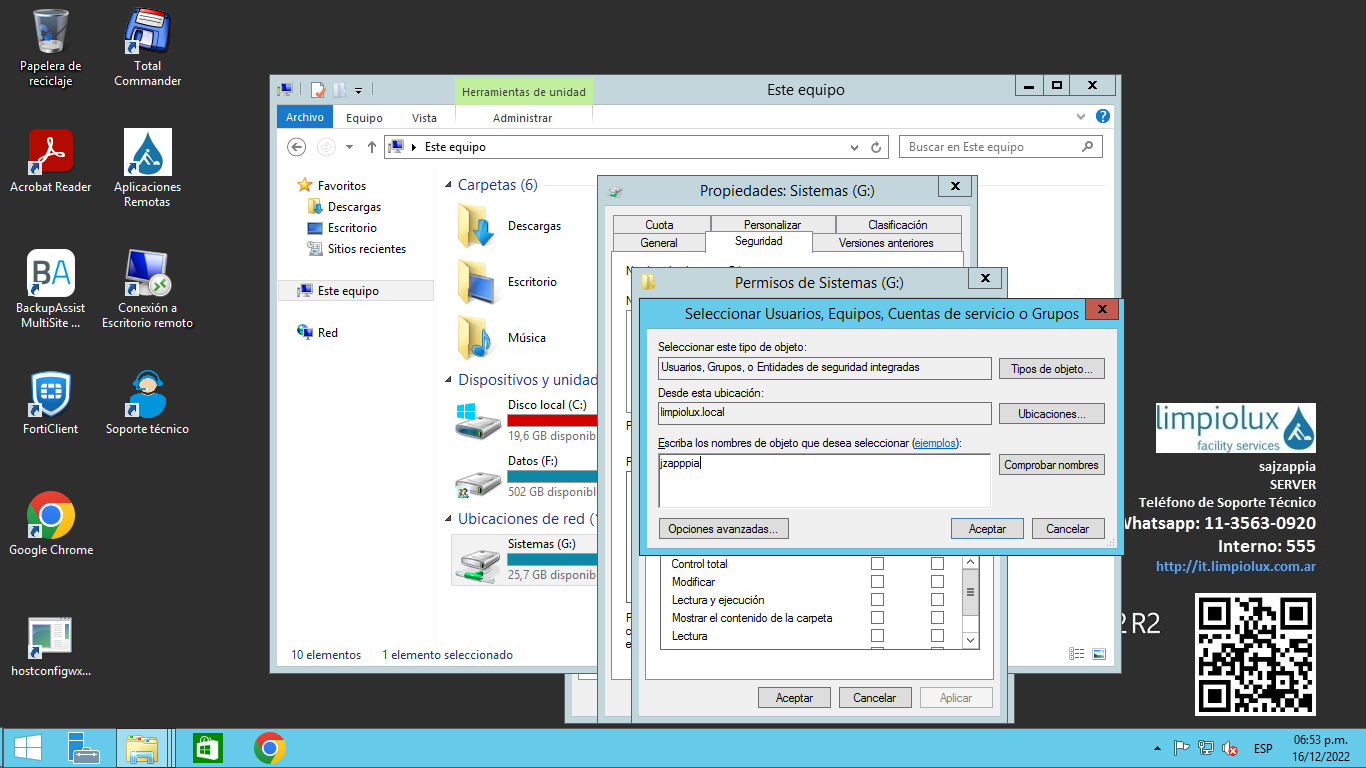 Papelera de
reciclaje
Total
Commander
Acrobat Reader
Aplicaciones
Remotas
BackupAssist
MultiSite ...
Conexión a
Escritorio remoto
FortiClient
Soporte técnico
Google Chrome
hostconfigwx...
Herramientas de unidad
Este equipo
Archivo
Equipo
Vista
Administrar
Este equipo
Buscar en Este equipo
Favoritos
Descargas
Escritorio
Sitios recientes
Este equipo
Red
Carpetas (6)
Descargas
Escritorio
Música
Dispositivos y unidad
Disco local (C:)
19,6 GB disponib
Datos (F:)
502 GB disponibl
Ubicaciones de red (
Sistemas (G:)
25,7 GB disponib
10 elementos
1 elemento seleccionado
Propiedades: Sistemas (G:)
Cuota
Personalizar
Clasificación
General
Seguridad
Versiones anteriores
Permisos de Sistemas (G:)
Seleccionar Usuarios, Equipos, Cuentas de servicio o Grupos
Seleccionar este tipo de objeto:
Usuarios, Grupos, o Entidades de seguridad integradas
Tipos de objeto...
Desde esta ubicación:
limpiolux.local
Ubicaciones...
Escriba los nombres de objeto que desea seleccionar (ejemplos):
jzapppia
Comprobar nombres
Opciones avanzadas...
Aceptar
Cancelar
Control total
Modificar
Lectura y ejecución
Mostrar el contenido de la carpeta
Lectura
Aceptar
Cancelar
Aplicar
limpiolux
facility services
sajzappia
SERVER
Teléfono de Soporte Técnico
Whatsapp: 11-3563-0920
Interno: 555
http://it.limpiolux.com.ar
2 R2
BA
ESP
06:53 p.m.
16/12/2022